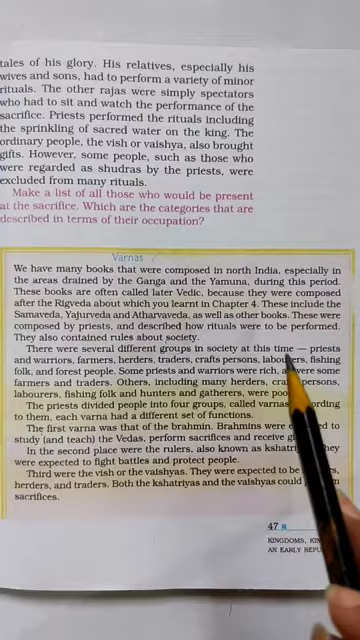 tales of his glory. His relatives, especially his
wives and sons, had to perform a variety of minor
rituals. The other rajas were simply spectators
who had to sit and watch the performance of the
sacrifice. Priests performed the rituals including
the sprinkling of sacred water on the king. The
ordinary people, the vish or vaishya, also brought
gifts. However, some people, such as those who
were regarded as shudras by the priests, were
excluded from many rituals.
Make a list of all those who would be present
at the sacrifice. Which are the categories that are
described in terms of their occupation?
Varnas
We have many books that were composed in north India, especially in
the areas drained by the Ganga and the Yamuna, during this period.
These books are often called later Vedic, because they were composed
after the Rigveda about which you learnt in Chapter 4. These include the
Samaveda, Yajurveda and Atharvaveda, as well as other books. These
were composed by priests, and described how rituals were to be performed.
They also contained rules about society.
There were several different groups in society at this time — priests
and warriors, farmers, herders, traders, crafts persons, labourers, fishing
folk, and forest people. Some priests and warriors were rich, as were some
farmers and traders. Others, including many herders, persons,
labourers, fishing folk and hunters and gatherers, were poor
The priests divided people into four groups, called varnas.
to them, each varna had a different set of functions.
The first varna was that of the brahmin. Brahmins were to
study (and teach) the Vedas, perform sacrifices and receive
In the second place were the rulers, also known as
were expected to fight battles and protect people.
Third were the vish or the vaishyas. They were expected to be
herders, and traders. Both the kshatriyas and the vaishyas could
sacrifices.
47
KINGDOMS,
AN EARLY